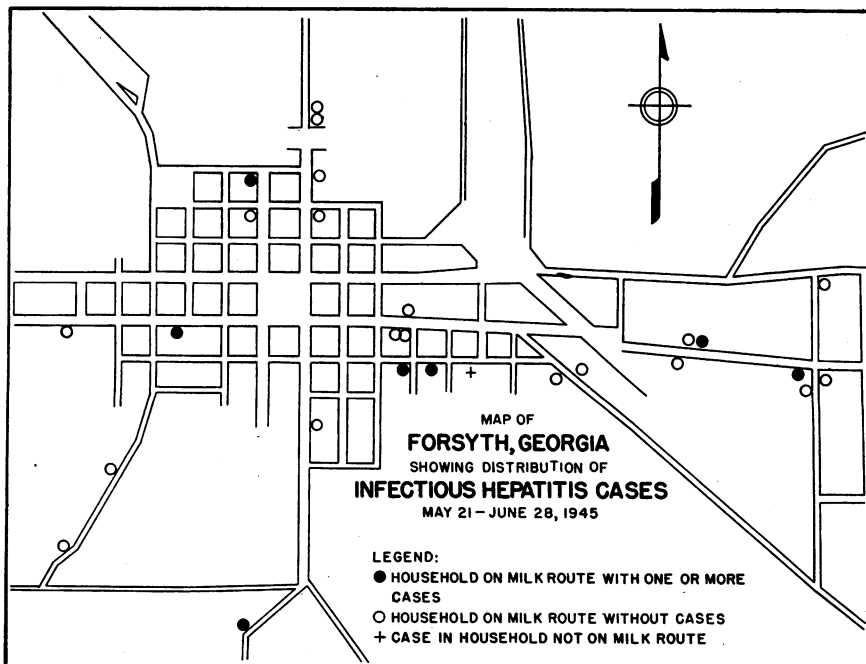 MAP OF
FORSYTH, GEORGIA
SHOWING DISTRIBUTION OF
INFECTIOUS HEPATITIS CASES
MAY 21 – JUNE 28, 1945
LEGEND:
● HOUSEHOLD ON MILK ROUTE WITH ONE OR MORE
CASES
○ HOUSEHOLD ON MILK ROUTE WITHOUT CASES
+ CASE IN HOUSEHOLD NOT ON MILK ROUTE